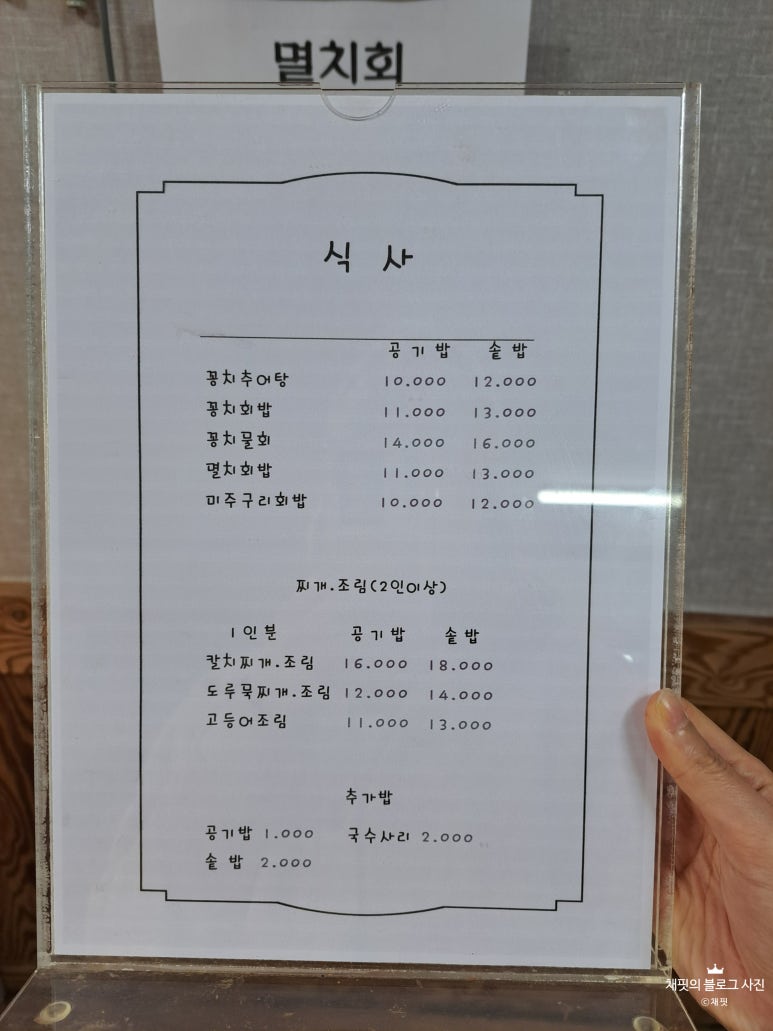 멸치회
식 사
공 기 밥 솥 밥
꽁치추어탕 10.000 12.000
꽁치회밥 11.000 13.000
꽁치물회 14.000 16.000
멸치회밥 11.000 13.000
미주구리회밥 10.000 12.000
찌개.조림(2인이상)
1 인 분 공 기 밥 솥 밥
칼치찌개.조림 16.000 18.000
도루묵찌개.조림 12.000 14.000
고등어조림 11.000 13.000
추가밥
공기밥 1.000 국수사리 2.000
솥 밥 2.000
채핏의 블로그 사진
©채핏